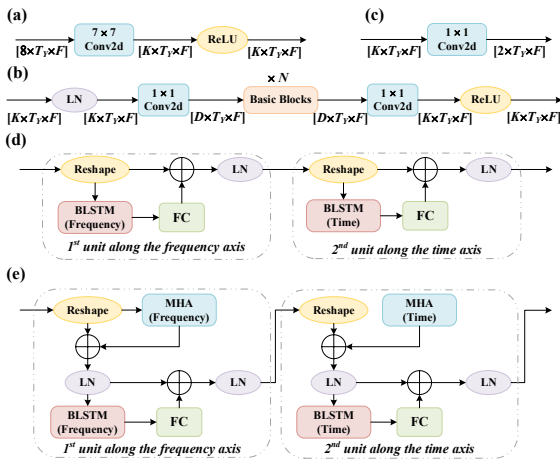 (a)
7 × 7
Conv2d
ReLU
[8×T_Y×F]
[K×T_Y×F]
[K×T_Y×F]
(c)
1 × 1
Conv2d
[K×T_Y×F]
[2×T_Y×F]
(b)
× N
LN
1 × 1
Conv2d
Basic Blocks
1 × 1
Conv2d
ReLU
[K×T_Y×F]
[K×T_Y×F]
[D×T_Y×F]
[D×T_Y×F]
[K×T_Y×F]
[K×T_Y×F]
(d)
Reshape
LN
BLSTM
(Frequency)
FC
1st unit along the frequency axis
Reshape
LN
BLSTM
(Time)
FC
2nd unit along the time axis
(e)
Reshape
MHA
(Frequency)
LN
LN
BLSTM
(Frequency)
FC
1st unit along the frequency axis
Reshape
MHA
(Time)
LN
LN
BLSTM
(Time)
FC
2nd unit along the time axis